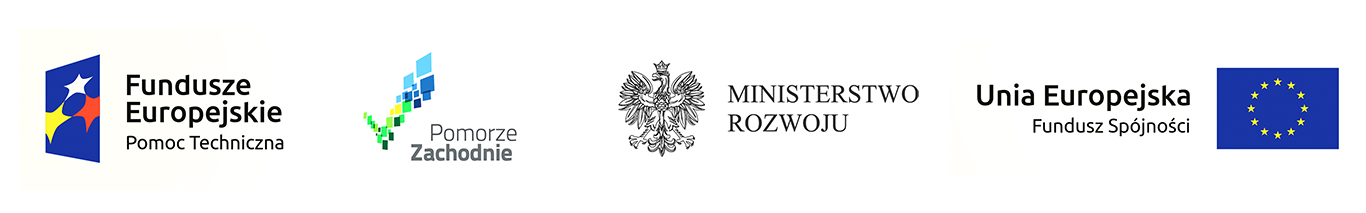 Fundusze
Europejskie
Pomoc Techniczna
Pomorze
Zachodnie
MINISTERSTWO
ROZWOJU
Unia Europejska
Fundusz Spójności